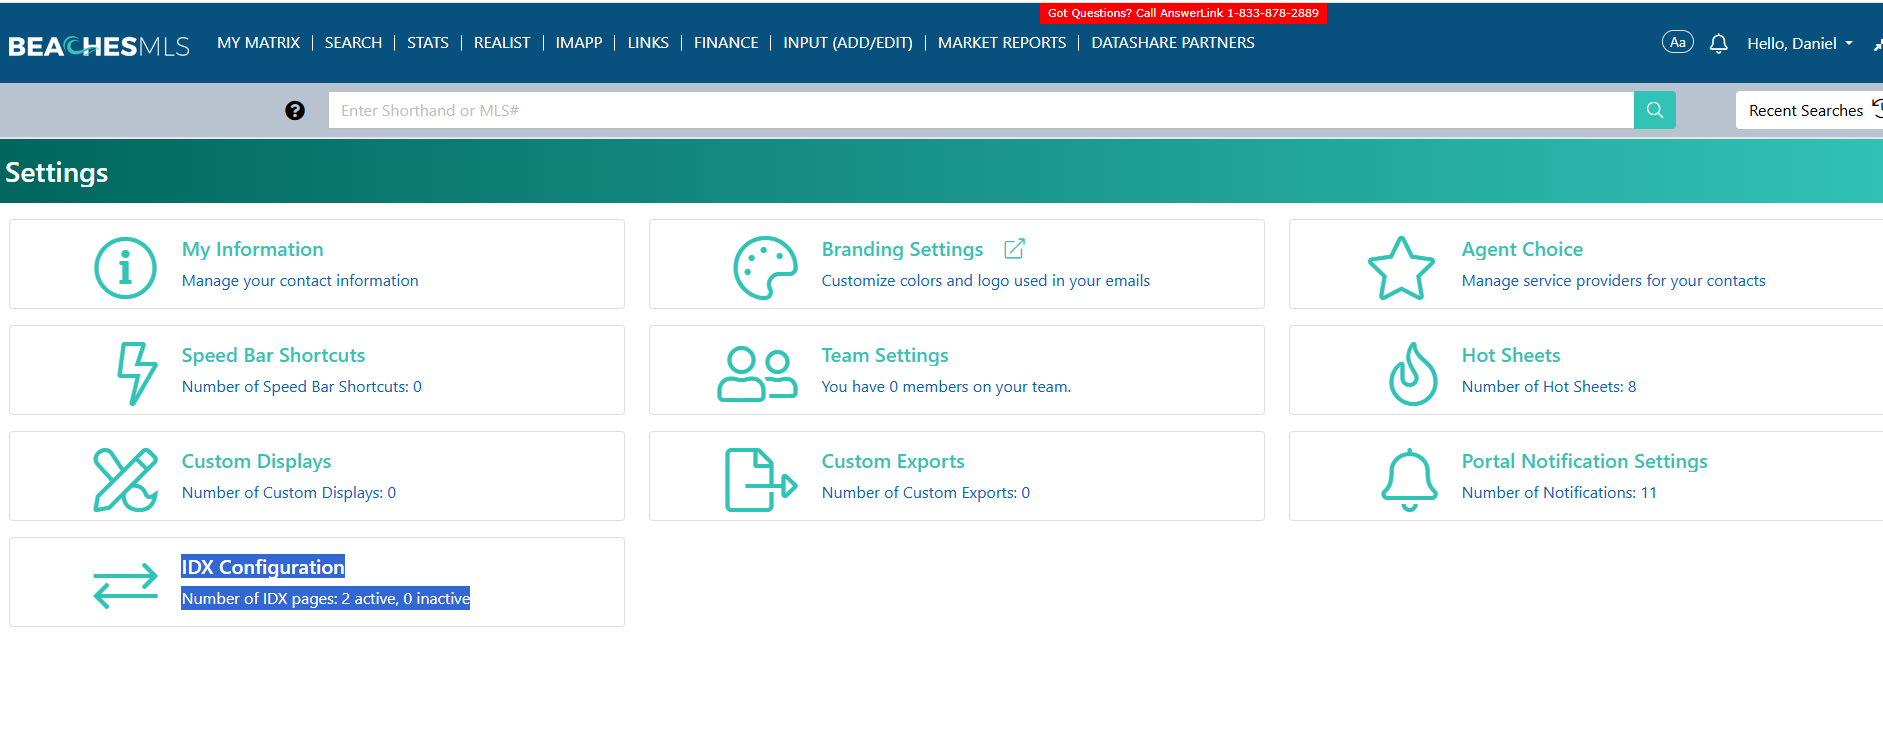 Got Questions? Call AnswerLink 1-833-878-2889
BEACHESMLS
MY MATRIX | SEARCH | STATS | REALIST | IMAPP | LINKS | FINANCE | INPUT (ADD/EDIT) | MARKET REPORTS | DATASHARE PARTNERS
Aa
Hello, Daniel
?
Enter Shorthand or MLS#
Recent Searches
Settings
My Information
Manage your contact information
Branding Settings
Customize colors and logo used in your emails
Agent Choice
Manage service providers for your contacts
Speed Bar Shortcuts
Number of Speed Bar Shortcuts: 0
Team Settings
You have 0 members on your team.
Hot Sheets
Number of Hot Sheets: 8
Custom Displays
Number of Custom Displays: 0
Custom Exports
Number of Custom Exports: 0
Portal Notification Settings
Number of Notifications: 11
IDX Configuration
Number of IDX pages: 2 active, 0 inactive